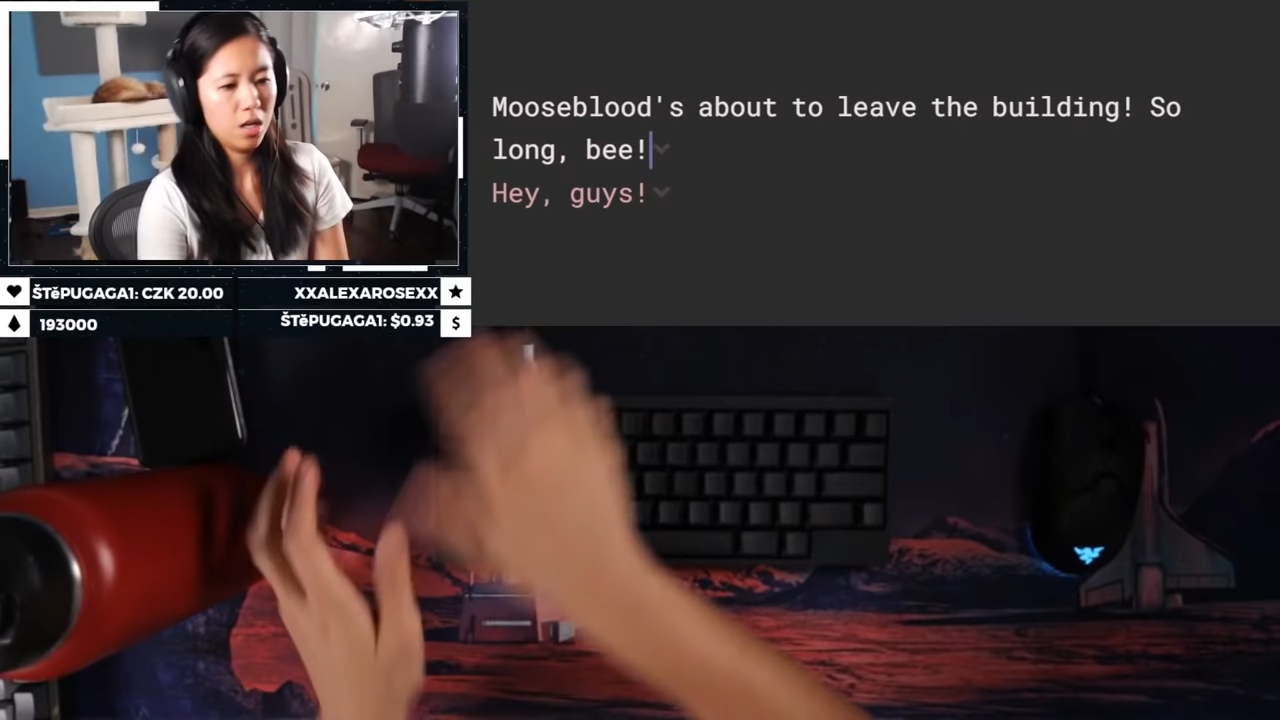 Mooseblood's about to leave the building! So
long, bee!
Hey, guys!
ŠTěPUGAGA1: CZK 20.00
XXALEXAROSEXX
193000
ŠTěPUGAGA1: $0.93
$